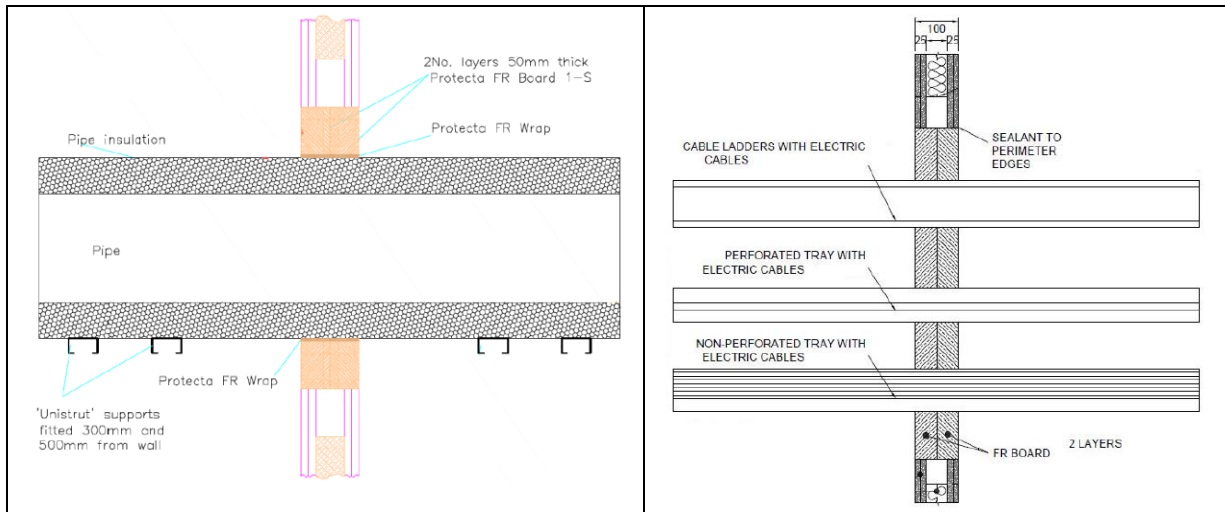 2No. layers 50mm thick
Protecta FR Board 1-S
Protecta FR Wrap
Pipe insulation
Pipe
Protecta FR Wrap
'Unistrut' supports
fitted 300mm and
500mm from wall
100
25
25
SEALANT TO
PERIMETER
EDGES
CABLE LADDERS WITH ELECTRIC
CABLES
PERFORATED TRAY WITH
ELECTRIC CABLES
NON-PERFORATED TRAY WITH
ELECTRIC CABLES
2 LAYERS
FR BOARD